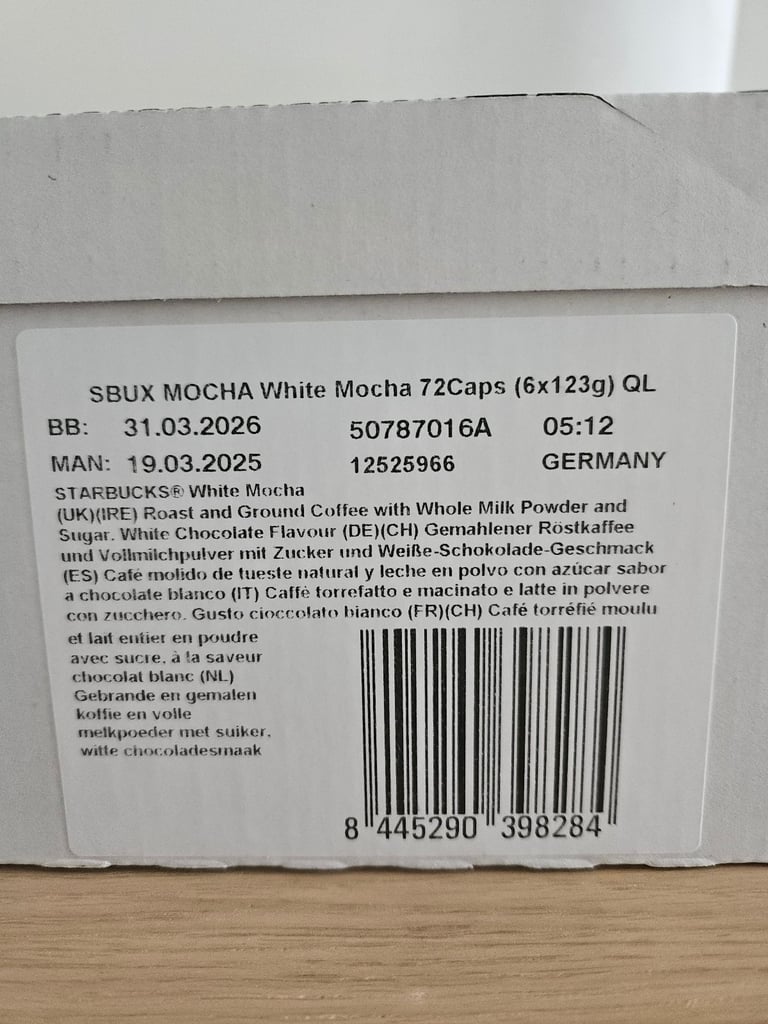 SBUX MOCHA White Mocha 72Caps (6x123g) QL
BB: 31.03.2026 50787016A 05:12
MAN: 19.03.2025 12525966 GERMANY
STARBUCKS® White Mocha
(UK)(IRE) Roast and Ground Coffee with Whole Milk Powder and
Sugar. White Chocolate Flavour (DE)(CH) Gemahlener Röstkaffee
und Vollmilchpulver mit Zucker und Weiße-Schokolade-Geschmack
(ES) Café molido de tueste natural y leche en polvo con azúcar sabor
a chocolate blanco (IT) Caffè torrefatto e macinato e latte in polvere
con zucchero. Gusto cioccolato bianco (FR)(CH) Café torréfié moulu
et lait entier en poudre
avec sucre, à la saveur
chocolat blanc (NL)
Gebrande en gemalen
koffie en volle
melkpoeder met suiker,
witte chocoladesmaak
8 445290 398284